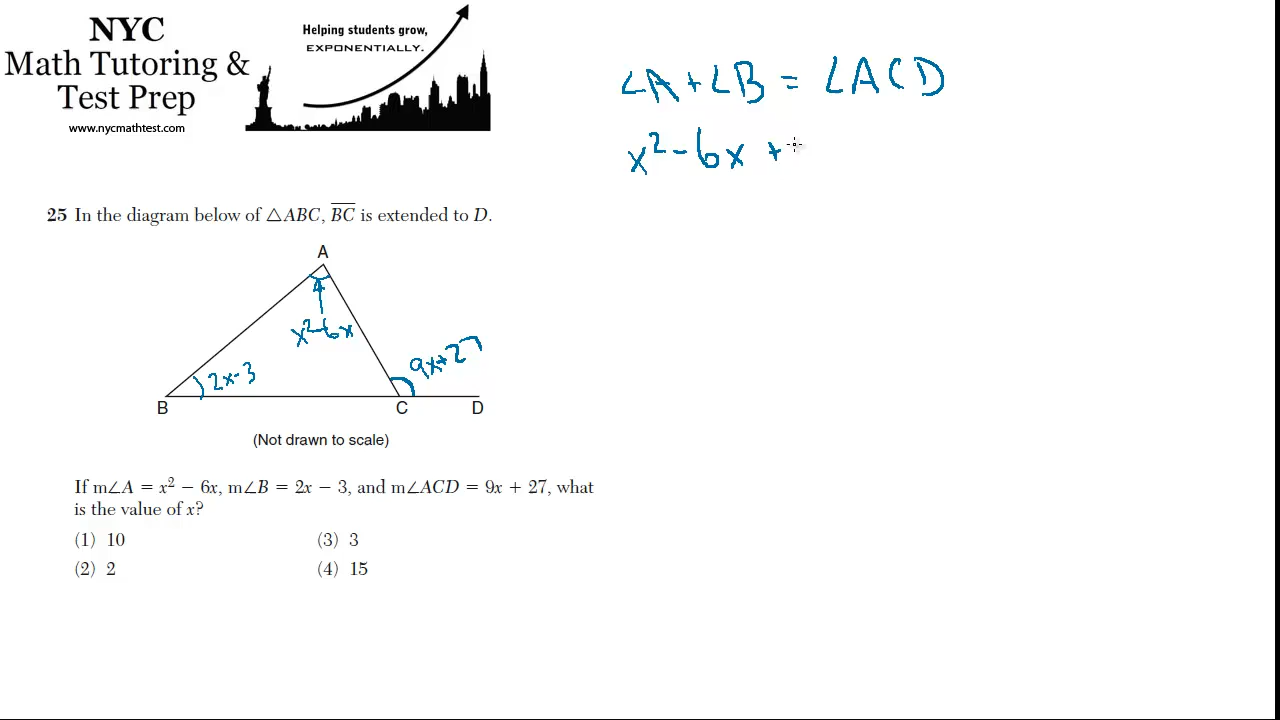 NYC
Math Tutoring &
Test Prep
www.nycmathtest.com
Helping students grow,
EXPONENTIALLY.
∠A + ∠B = ∠ACD
x² - 6x +
25 In the diagram below of △ABC, B̅C̅ is extended to D.
A
x²-6x
2x-3
9x+27
B
C
D
(Not drawn to scale)
If m∠A = x² − 6x, m∠B = 2x − 3, and m∠ACD = 9x + 27, what
is the value of x?
(1) 10
(3) 3
(2) 2
(4) 15